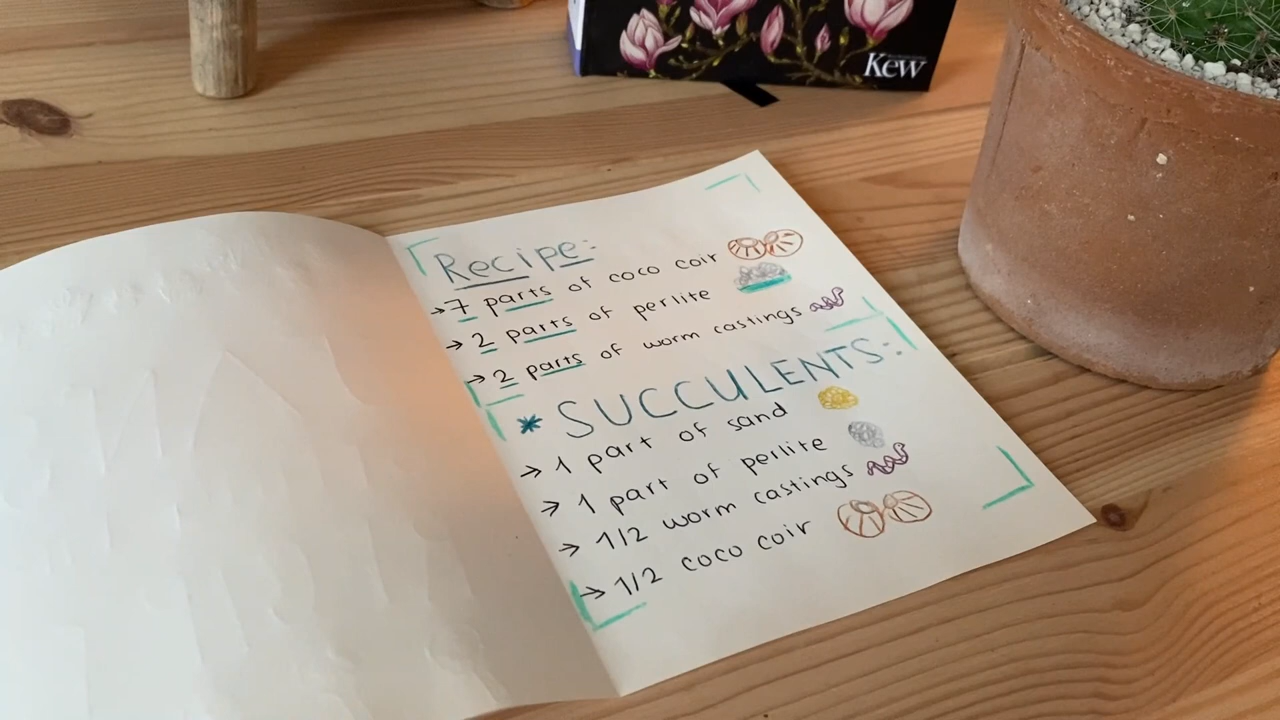 Kew
Recipe:
→7 parts of coco coir
→ 2 parts of perlite
→ 2 parts of worm castings
* SUCCULENTS:
→ 1 part of sand
→ 1 part of perlite
→ 1/2 worm castings
→ 1/2 coco coir